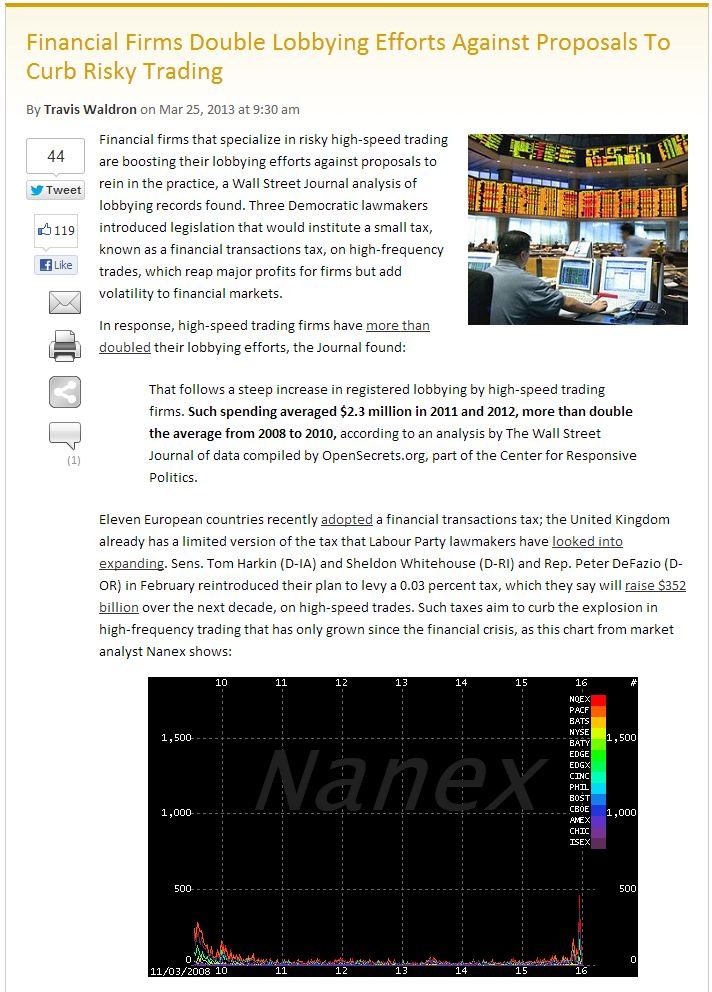 Financial Firms Double Lobbying Efforts Against Proposals To
Curb Risky Trading
By Travis Waldron on Mar 25, 2013 at 9:30 am
44
Tweet
119
Like
(1)
Financial firms that specialize in risky high-speed trading
are boosting their lobbying efforts against proposals to
rein in the practice, a Wall Street Journal analysis of
lobbying records found. Three Democratic lawmakers
introduced legislation that would institute a small tax,
known as a financial transactions tax, on high-frequency
trades, which reap major profits for firms but add
volatility to financial markets.
In response, high-speed trading firms have more than
doubled their lobbying efforts, the Journal found:
That follows a steep increase in registered lobbying by high-speed trading
firms. Such spending averaged $2.3 million in 2011 and 2012, more than double
the average from 2008 to 2010, according to an analysis by The Wall Street
Journal of data compiled by OpenSecrets.org, part of the Center for Responsive
Politics.
Eleven European countries recently adopted a financial transactions tax; the United Kingdom
already has a limited version of the tax that Labour Party lawmakers have looked into
expanding. Sens. Tom Harkin (D-IA) and Sheldon Whitehouse (D-RI) and Rep. Peter DeFazio (D-
OR) in February reintroduced their plan to levy a 0.03 percent tax, which they say will raise $352
billion over the next decade, on high-speed trades. Such taxes aim to curb the explosion in
high-frequency trading that has only grown since the financial crisis, as this chart from market
analyst Nanex shows:
10 11 12 13 14 15 16 #
NQEX
PACF
BATS
NYSE
BATY
EDGE
EDGX
CINC
PHIL
BOST
CBOE
AMEX
CHIC
ISEX
1,500 1,500
Nanex
1,000 1,000
500 500
0 0
11/03/2008 10 11 12 13 14 15 16